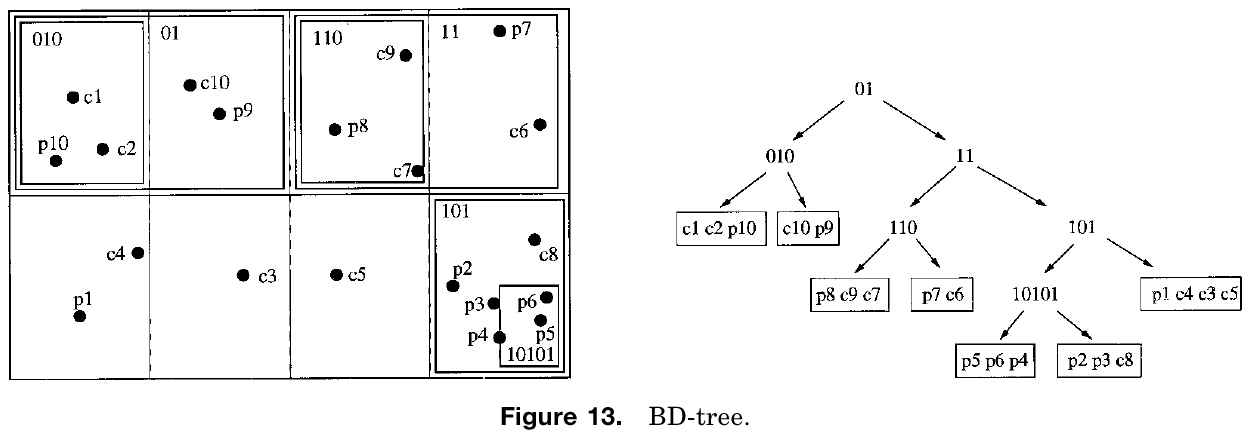 010
01
110
11
p7
c9
c10
c1
p9
p8
c6
p10
c2
c7
101
c4
c8
c3
c5
p2
p1
p3
p6
p4
p5
10101
01
010
11
c1 c2 p10
c10 p9
110
101
p8 c9 c7
p7 c6
10101
p1 c4 c3 c5
p5 p6 p4
p2 p3 c8
Figure 13. BD-tree.